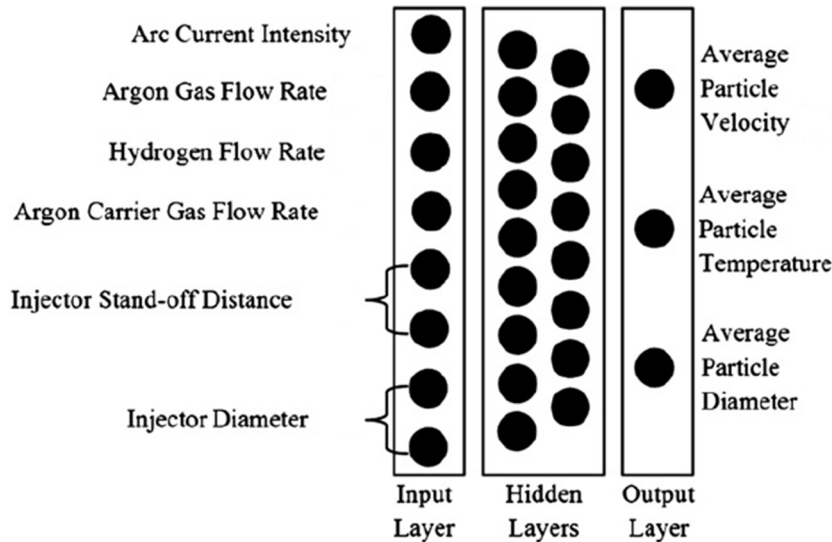 Arc Current Intensity
Argon Gas Flow Rate
Hydrogen Flow Rate
Argon Carrier Gas Flow Rate
Injector Stand-off Distance
Injector Diameter
Average
Particle
Velocity
Average
Particle
Temperature
Average
Particle
Diameter
Input
Layer
Hidden
Layers
Output
Layer